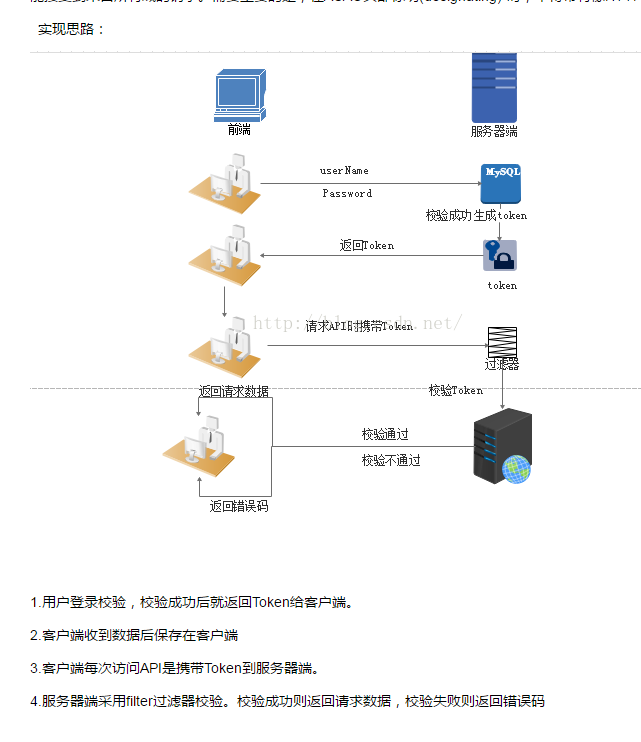 实现思路：
前端
服务器端
userName
Password
MySQL
校验成功生成token
返回Token
token
请求API时携带Token
过滤器
校验Token
返回请求数据
校验通过
校验不通过
返回错误码
1.用户登录校验，校验成功后就返回Token给客户端。
2.客户端收到数据后保存在客户端
3.客户端每次访问API是携带Token到服务器端。
4.服务器端采用filter过滤器校验。校验成功则返回请求数据，校验失败则返回错误码